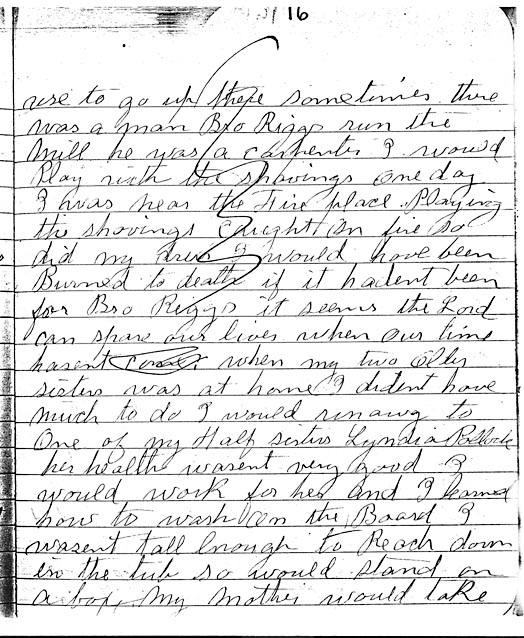 16
use to go up there sometimes there
was a man Bro Riggs run the
Mill he was a carpenter I would
Play with the shavings one day
I was near the Fire place. Playing
the shavings caught on fire so
did my dress I would have been
Burned to death if it hadent been
for Bro Riggs it seems the Lord
can spare our lives when our time
hasent come. when my two older
sisters was at home I dident have
much to do I would runawy to
One of my Half sisters Lyndia Pollock
her health wasent very good I
would work for her and I learned
how to wash on the Board I
wasent tall Enough to Reach down
in the tub so would stand on
a box, My Mother would take